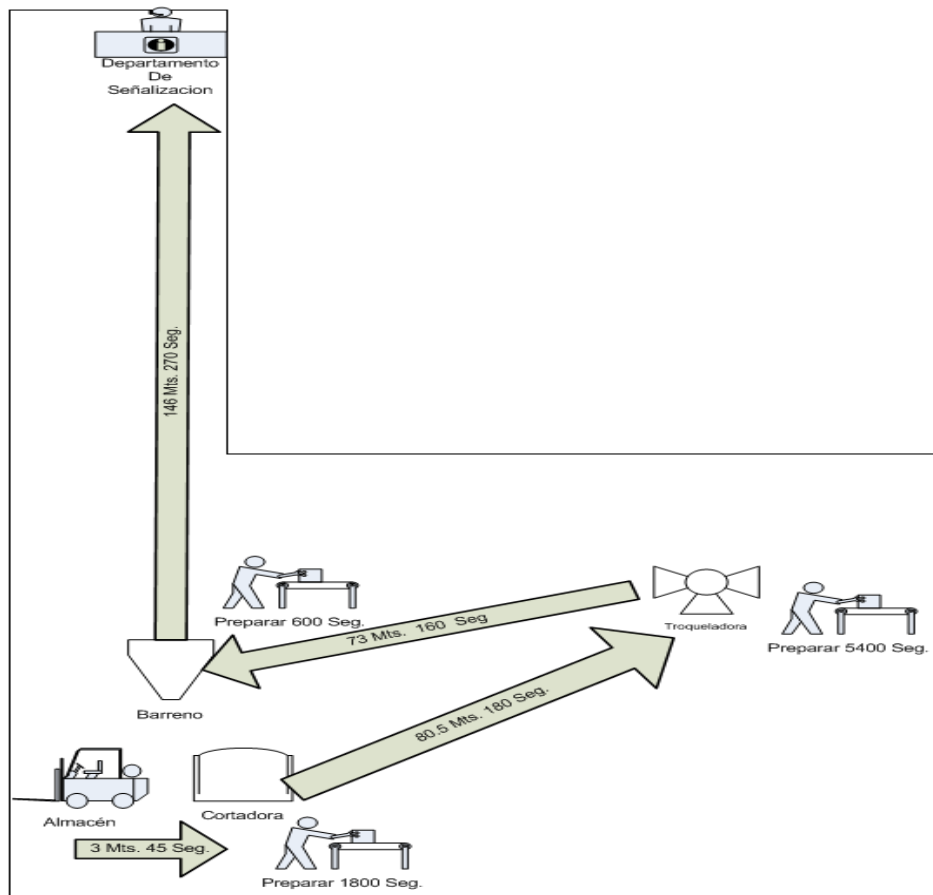 Departamento
De
Señalizacion
146 Mts. 270 Seg.
Preparar 600 Seg.
73 Mts. 160 Seg
Troqueladora
Preparar 5400 Seg.
Barreno
80.5 Mts. 180 Seg.
Almacén
Cortadora
3 Mts. 45 Seg.
Preparar 1800 Seg.